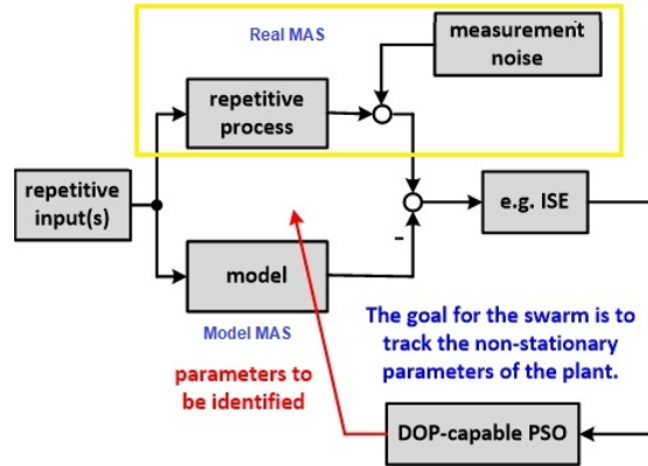 Real MAS
measurement
noise
repetitive
process
repetitive
input(s)
e.g. ISE
-
model
Model MAS
The goal for the swarm is to
track the non-stationary
parameters of the plant.
parameters to
be identified
DOP-capable PSO